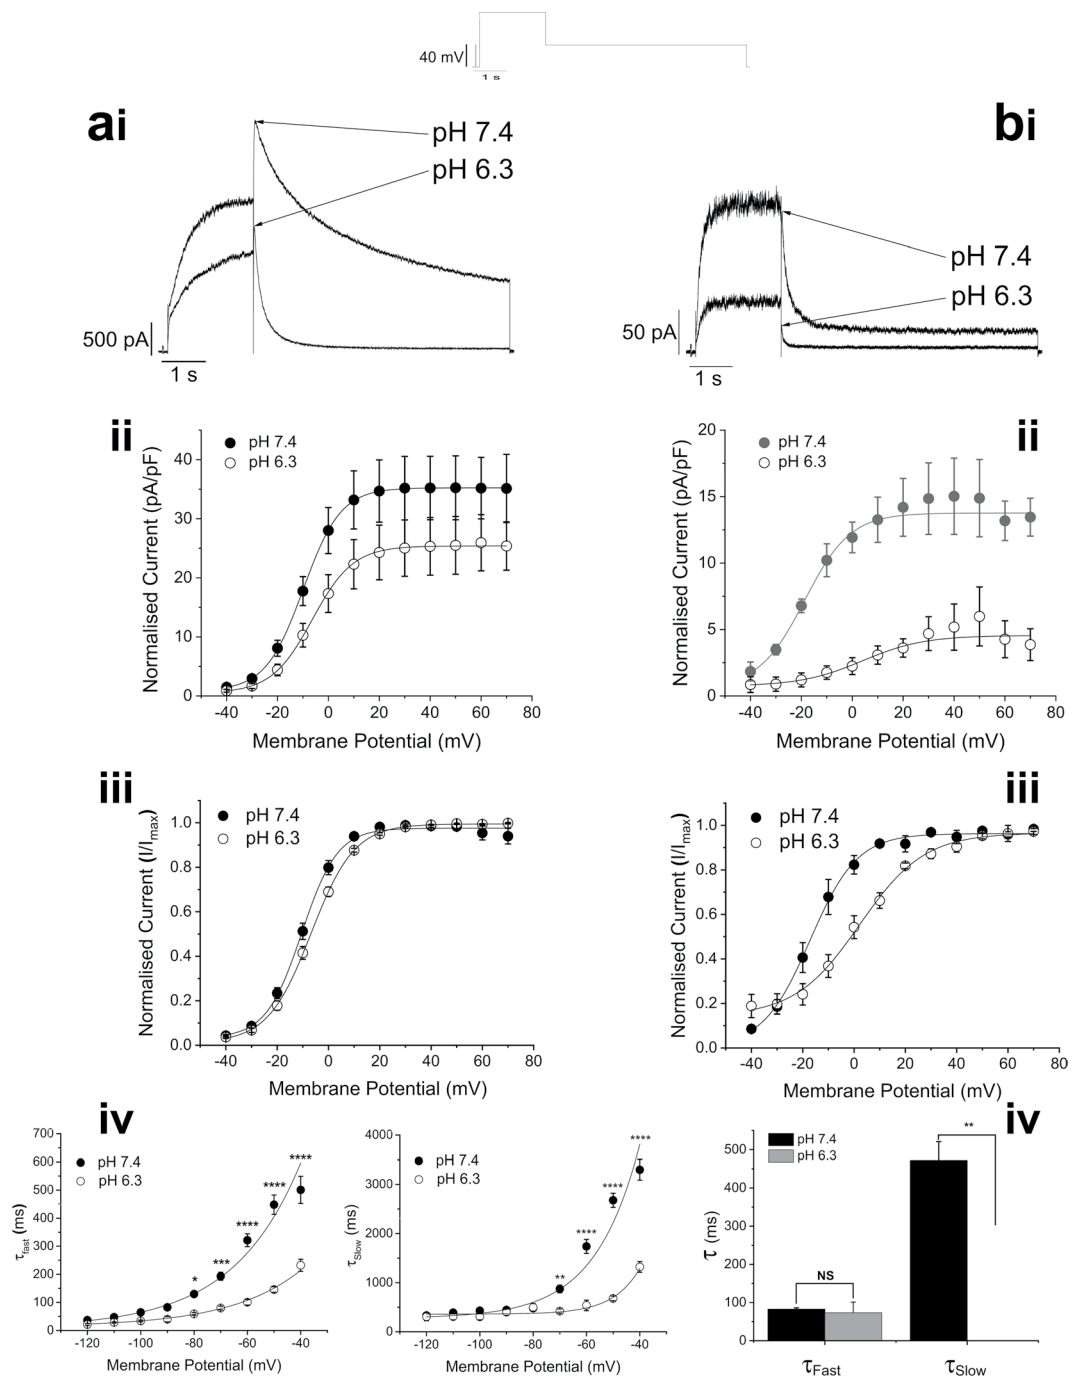 40 mV
1 s
ai
bi
pH 7.4
pH 6.3
pH 7.4
pH 6.3
500 pA
1 s
50 pA
1 s
ii
ii
pH 7.4
pH 6.3
Normalised Current (pA/pF)
40
30
20
10
0
-40 -20 0 20 40 60 80
Membrane Potential (mV)
pH 7.4
pH 6.3
Normalised Current (pA/pF)
20
15
10
5
0
-40 -20 0 20 40 60 80
Membrane Potential (mV)
iii
iii
pH 7.4
pH 6.3
Normalised Current (I/Imax)
1.0
0.8
0.6
0.4
0.2
0.0
-40 -20 0 20 40 60 80
Membrane Potential (mV)
pH 7.4
pH 6.3
Normalised Current (I/Imax)
1.0
0.8
0.6
0.4
0.2
0.0
-40 -20 0 20 40 60 80
Membrane Potential (mV)
iv
iv
τfast (ms)
700
600
500
400
300
200
100
0
pH 7.4
pH 6.3
* *** **** **** ****
-120 -100 -80 -60 -40
Membrane Potential (mV)
τSlow (ms)
4000
3000
2000
1000
0
pH 7.4
pH 6.3
** **** **** ****
-120 -100 -80 -60 -40
Membrane Potential (mV)
τ (ms)
500
400
300
200
100
0
pH 7.4
pH 6.3
NS
**
τFast τSlow